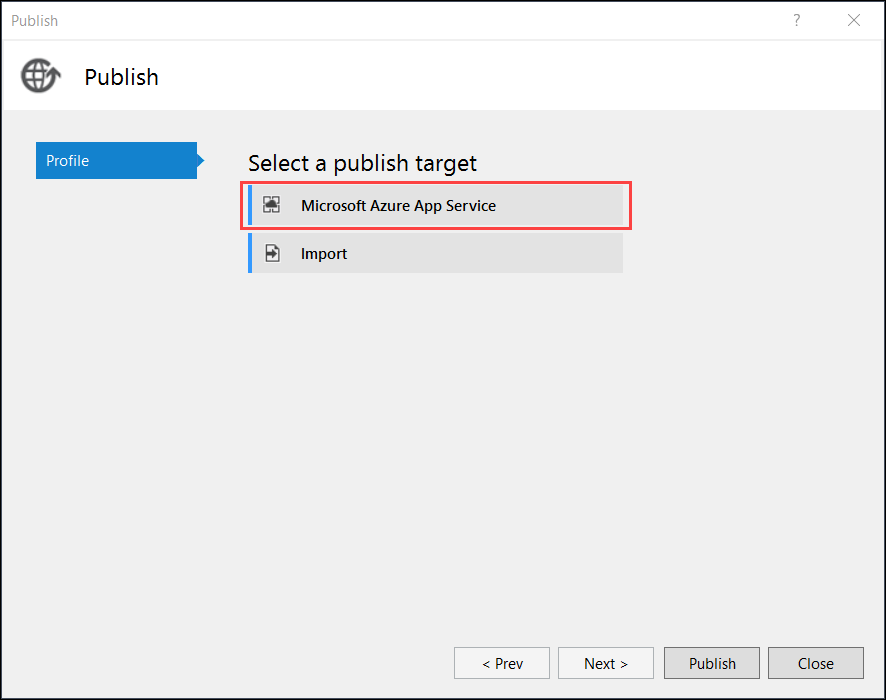 Publish
?
Publish
Profile
Select a publish target
Microsoft Azure App Service
Import
< Prev
Next >
Publish
Close